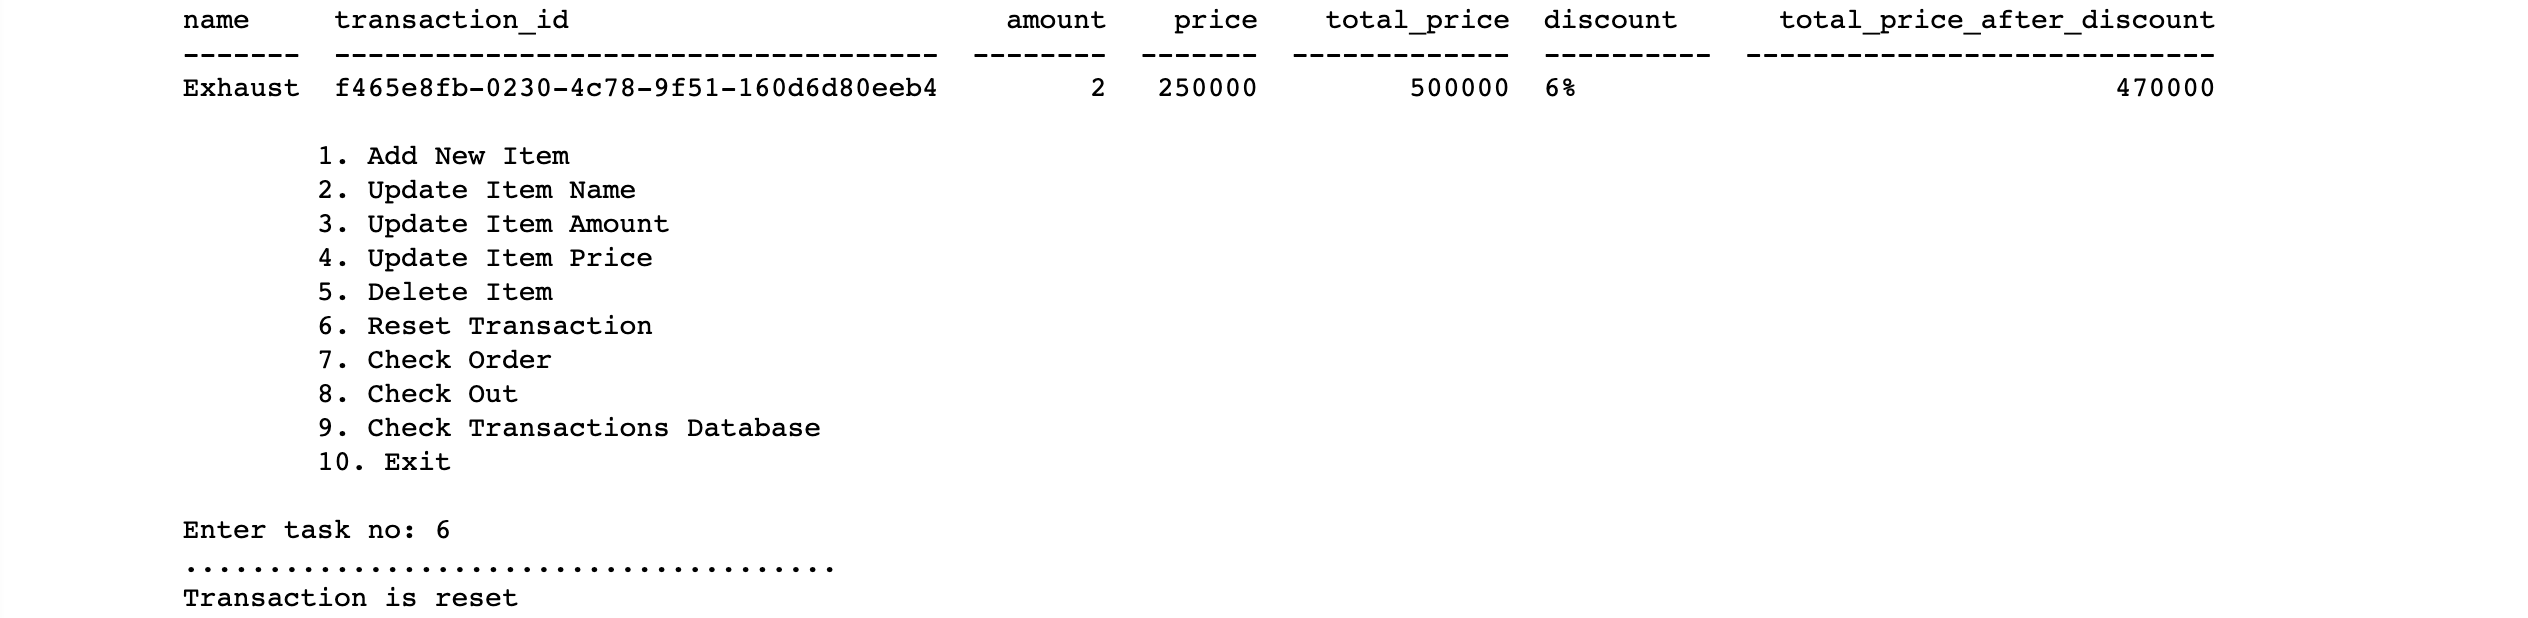 name     transaction_id                          amount    price    total_price  discount      total_price_after_discount
-------  ------------------------------------  --------  -------  -------------  ----------  ----------------------------
Exhaust  f465e8fb-0230-4c78-9f51-160d6d80eeb4         2   250000         500000  6%                                470000
1. Add New Item
2. Update Item Name
3. Update Item Amount
4. Update Item Price
5. Delete Item
6. Reset Transaction
7. Check Order
8. Check Out
9. Check Transactions Database
10. Exit
Enter task no: 6
.......................................
Transaction is reset